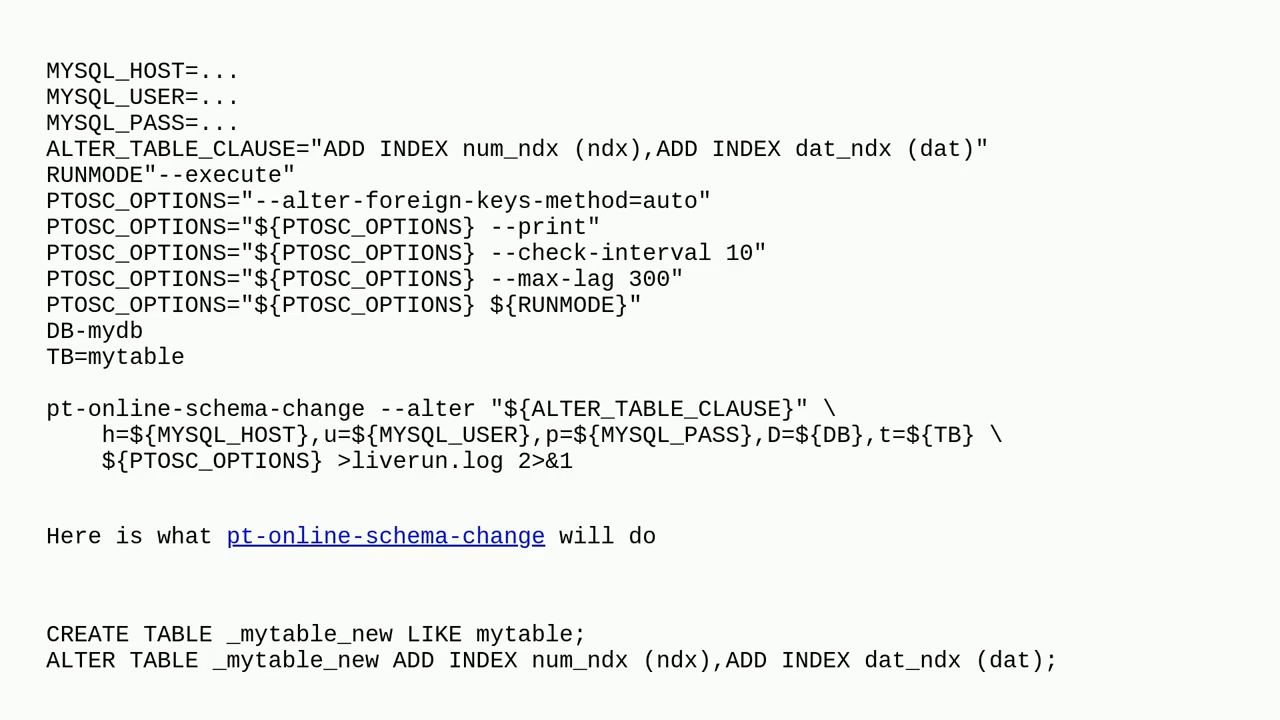 MYSQL_HOST=...
MYSQL_USER=...
MYSQL_PASS=...
ALTER_TABLE_CLAUSE="ADD INDEX num_ndx (ndx),ADD INDEX dat_ndx (dat)"
RUNMODE"--execute"
PTOSC_OPTIONS="--alter-foreign-keys-method=auto"
PTOSC_OPTIONS="${PTOSC_OPTIONS} --print"
PTOSC_OPTIONS="${PTOSC_OPTIONS} --check-interval 10"
PTOSC_OPTIONS="${PTOSC_OPTIONS} --max-lag 300"
PTOSC_OPTIONS="${PTOSC_OPTIONS} ${RUNMODE}"
DB-mydb
TB=mytable
pt-online-schema-change --alter "${ALTER_TABLE_CLAUSE}" \
    h=${MYSQL_HOST},u=${MYSQL_USER},p=${MYSQL_PASS},D=${DB},t=${TB} \
    ${PTOSC_OPTIONS} >liverun.log 2>&1
Here is what pt-online-schema-change will do
CREATE TABLE _mytable_new LIKE mytable;
ALTER TABLE _mytable_new ADD INDEX num_ndx (ndx),ADD INDEX dat_ndx (dat);